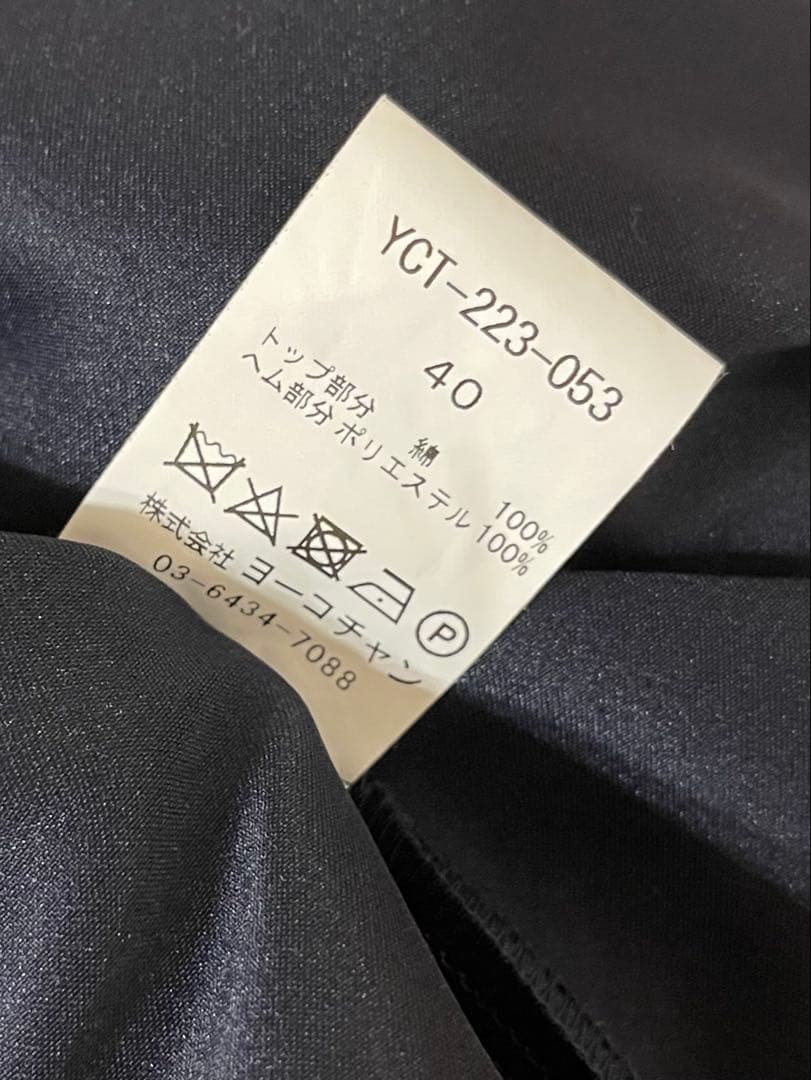 YCT-223-053
40
トップ部分 綿 100%
ヘム部分 ポリエステル 100%
P
株式会社 ヨーコチャン
03-6434-7088